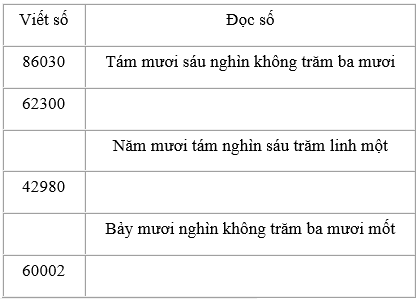 Viết số Đọc số
86030 Tám mươi sáu nghìn không trăm ba mươi
62300
Năm mươi tám nghìn sáu trăm linh một
42980
Bảy mươi nghìn không trăm ba mươi mốt
60002